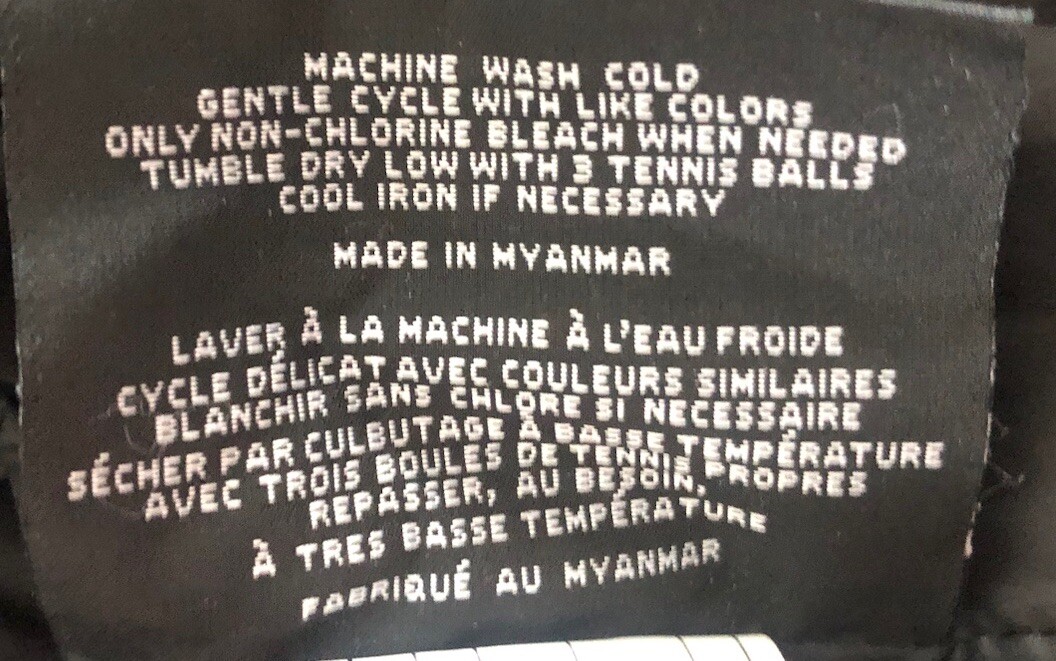 MACHINE WASH COLD
GENTLE CYCLE WITH LIKE COLORS
ONLY NON-CHLORINE BLEACH WHEN NEEDED
TUMBLE DRY LOW WITH 3 TENNIS BALLS
COOL IRON IF NECESSARY
MADE IN MYANMAR
LAVER À LA MACHINE À L'EAU FROIDE
CYCLE DÉLICAT AVEC COULEURS SIMILAIRES
BLANCHIR SANS CHLORE SI NECESSAIRE
SÉCHER PAR CULBUTAGE À BASSE TEMPÉRATURE
AVEC TROIS BOULES DE TENNIS PROPRES
REPASSER, AU BESOIN,
À TRES BASSE TEMPÉRATURE
FABRIQUÉ AU MYANMAR